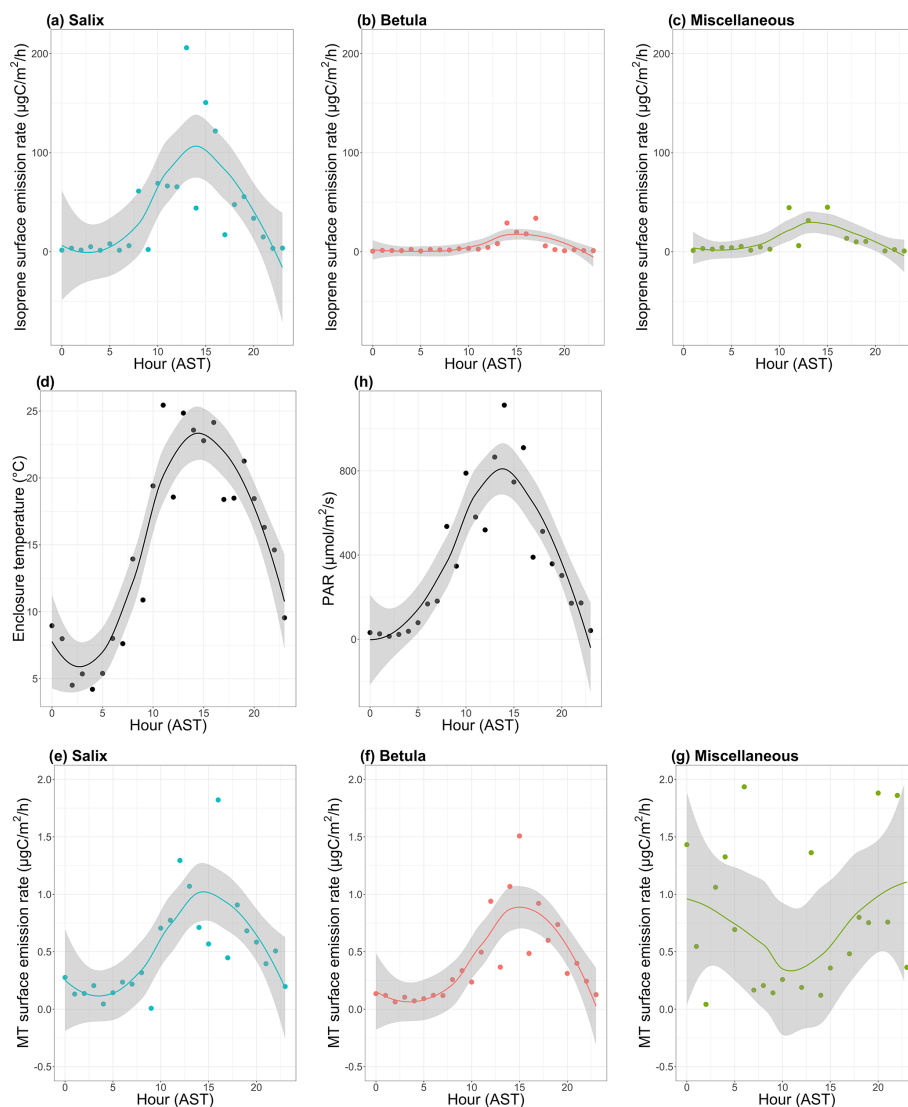 (a) Salix
(b) Betula
(c) Miscellaneous
Isoprene surface emission rate (µgC/m²/h)
200
100
0
0 5 10 15 20
Hour (AST)
Isoprene surface emission rate (µgC/m²/h)
200
100
0
0 5 10 15 20
Hour (AST)
Isoprene surface emission rate (µgC/m²/h)
200
100
0
0 5 10 15 20
Hour (AST)
(d)
(h)
Enclosure temperature (°C)
25
20
15
10
5
0 5 10 15 20
Hour (AST)
PAR (µmol/m²/s)
800
400
0
0 5 10 15 20
Hour (AST)
(e) Salix
(f) Betula
(g) Miscellaneous
MT surface emission rate (µgC/m²/h)
2.0
1.5
1.0
0.5
0.0
-0.5
0 5 10 15 20
Hour (AST)
MT surface emission rate (µgC/m²/h)
2.0
1.5
1.0
0.5
0.0
-0.5
0 5 10 15 20
Hour (AST)
MT surface emission rate (µgC/m²/h)
2.0
1.5
1.0
0.5
0.0
-0.5
0 5 10 15 20
Hour (AST)